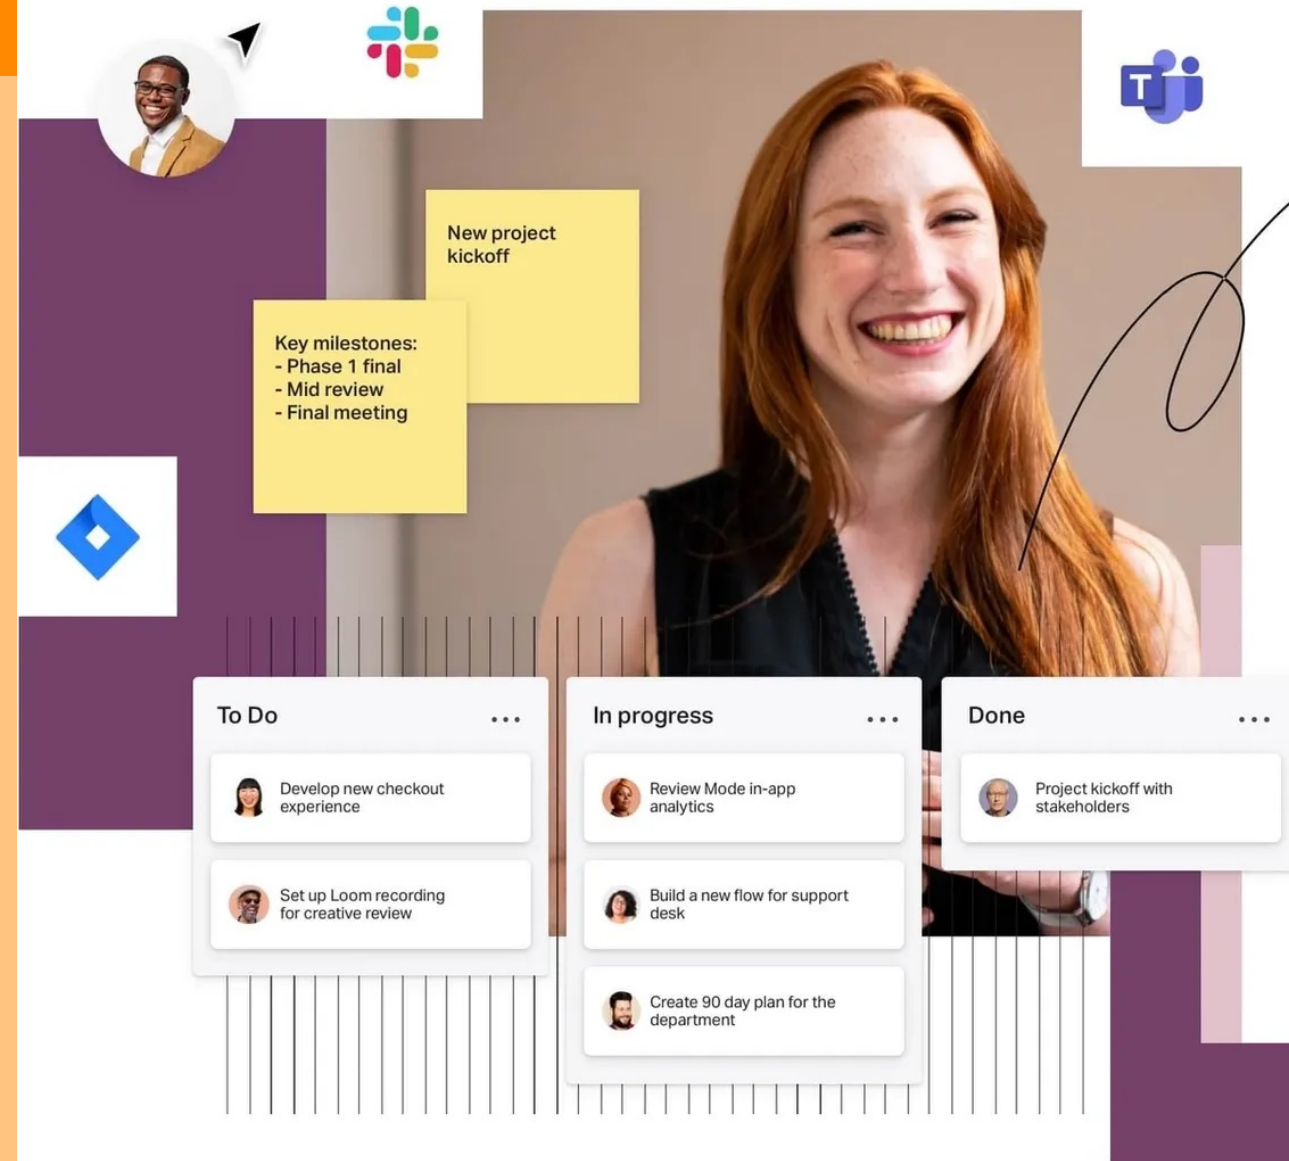 T
New project
kickoff
Key milestones:
- Phase 1 final
- Mid review
- Final meeting
To Do
Develop new checkout
experience
Set up Loom recording
for creative review
In progress
Review Mode in-app
analytics
Build a new flow for support
desk
Create 90 day plan for the
department
Done
Project kickoff with
stakeholders